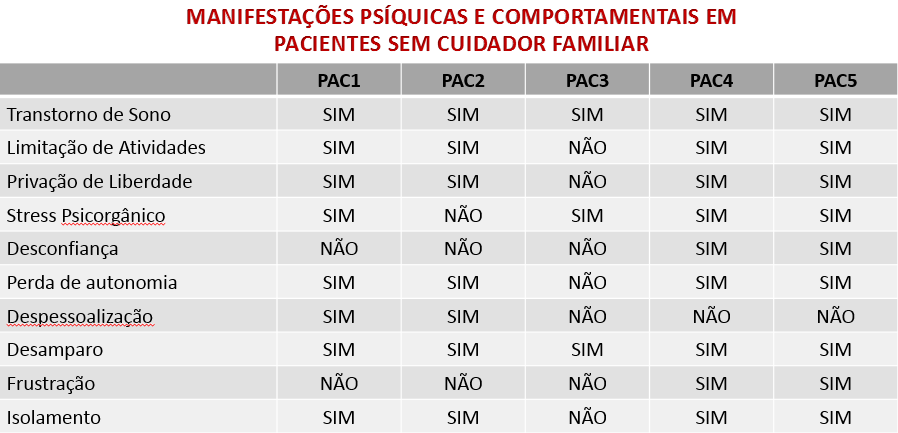 MANIFESTAÇÕES PSÍQUICAS E COMPORTAMENTAIS EM
PACIENTES SEM CUIDADOR FAMILIAR
PAC1 PAC2 PAC3 PAC4 PAC5
Transtorno de Sono SIM SIM SIM SIM SIM
Limitação de Atividades SIM SIM NÃO SIM SIM
Privação de Liberdade SIM SIM NÃO SIM SIM
Stress Psicorgânico SIM NÃO SIM SIM SIM
Desconfiança NÃO NÃO NÃO SIM SIM
Perda de autonomia SIM SIM NÃO SIM SIM
Despessoalização SIM SIM NÃO NÃO NÃO
Desamparo SIM SIM SIM SIM SIM
Frustração NÃO NÃO NÃO SIM SIM
Isolamento SIM SIM NÃO SIM SIM